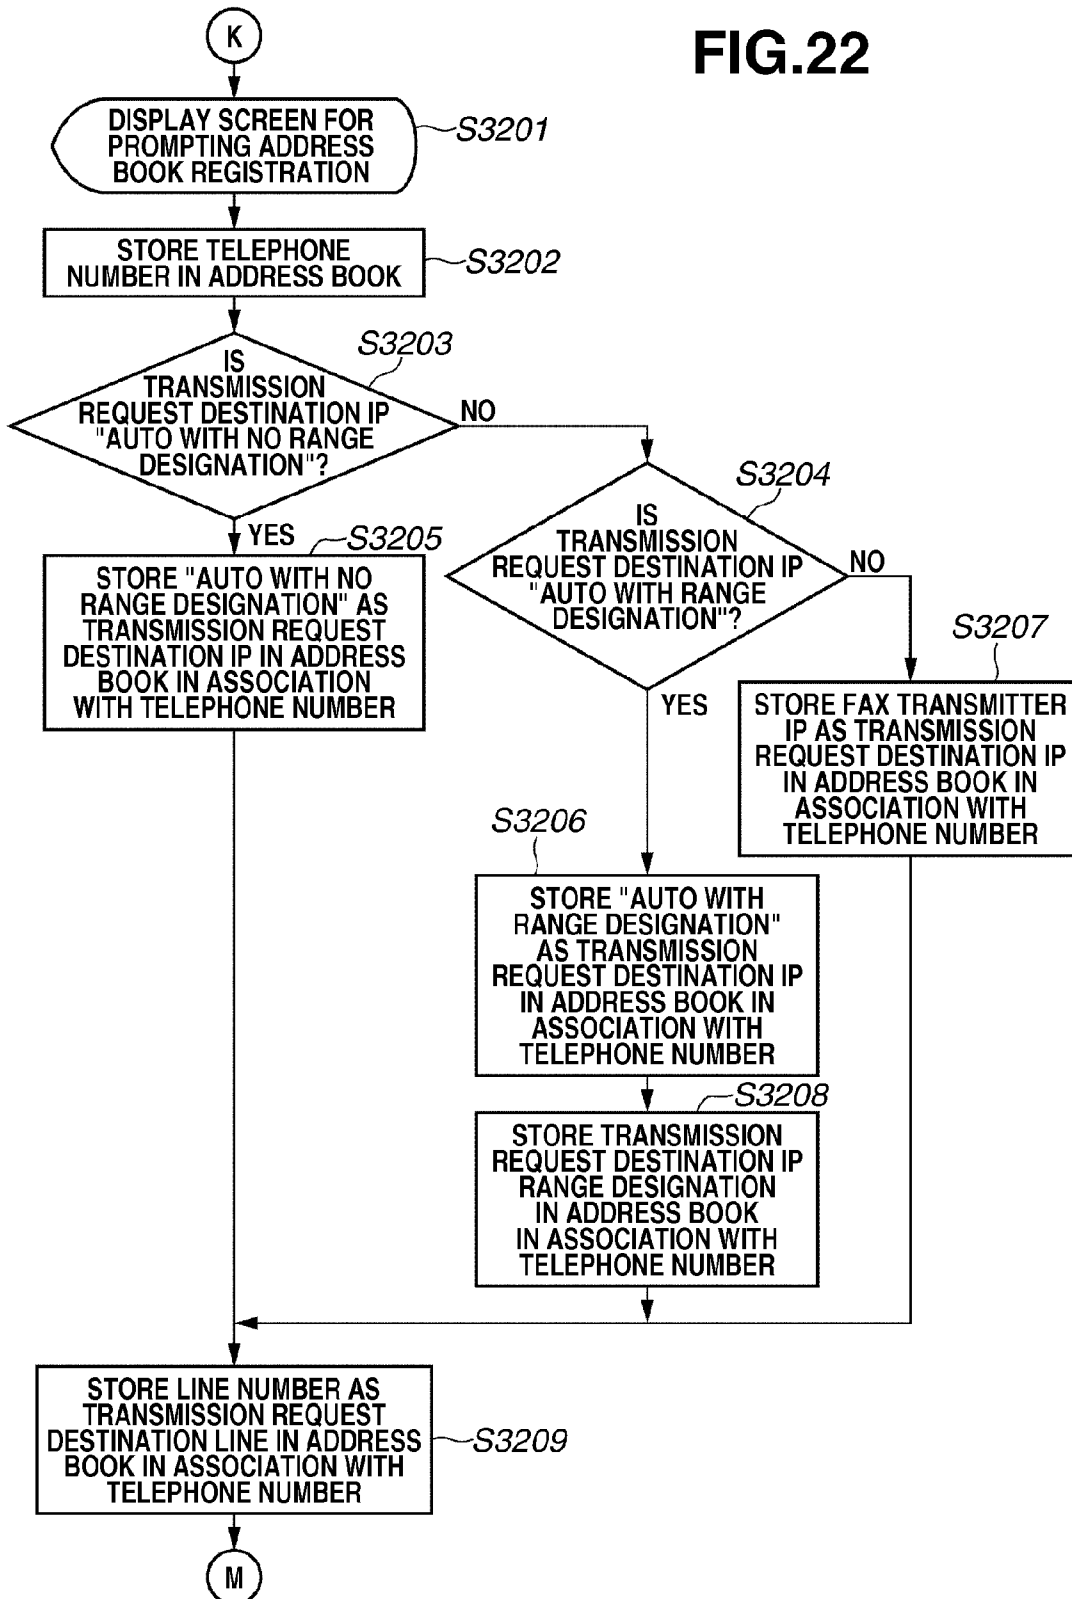 FIG.22
K
DISPLAY SCREEN FOR
PROMPTING ADDRESS
BOOK REGISTRATION
S3201
STORE TELEPHONE
NUMBER IN ADDRESS BOOK
S3202
S3203
IS
TRANSMISSION
REQUEST DESTINATION IP
"AUTO WITH NO RANGE
DESIGNATION"?
NO
YES
S3204
IS
TRANSMISSION
REQUEST DESTINATION IP
"AUTO WITH RANGE
DESIGNATION"?
NO
YES
S3205
STORE "AUTO WITH NO
RANGE DESIGNATION" AS
TRANSMISSION REQUEST
DESTINATION IP IN ADDRESS
BOOK IN ASSOCIATION
WITH TELEPHONE NUMBER
S3207
STORE FAX TRANSMITTER
IP AS TRANSMISSION
REQUEST DESTINATION IP
IN ADDRESS BOOK IN
ASSOCIATION WITH
TELEPHONE NUMBER
S3206
STORE "AUTO WITH
RANGE DESIGNATION"
AS TRANSMISSION
REQUEST DESTINATION IP
IN ADDRESS BOOK IN
ASSOCIATION WITH
TELEPHONE NUMBER
S3208
STORE TRANSMISSION
REQUEST DESTINATION IP
RANGE DESIGNATION
IN ADDRESS BOOK
IN ASSOCIATION WITH
TELEPHONE NUMBER
STORE LINE NUMBER AS
TRANSMISSION REQUEST
DESTINATION LINE IN ADDRESS
BOOK IN ASSOCIATION WITH
TELEPHONE NUMBER
S3209
M